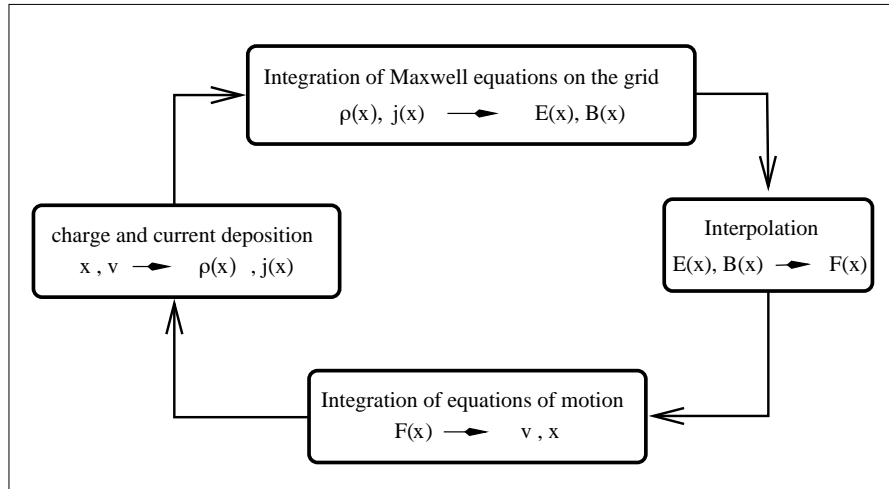 Integration of Maxwell equations on the grid
ρ(x), j(x) E(x), B(x)
Interpolation
E(x), B(x) F(x)
Integration of equations of motion
F(x) v , x
charge and current deposition
x , v ρ(x) , j(x)